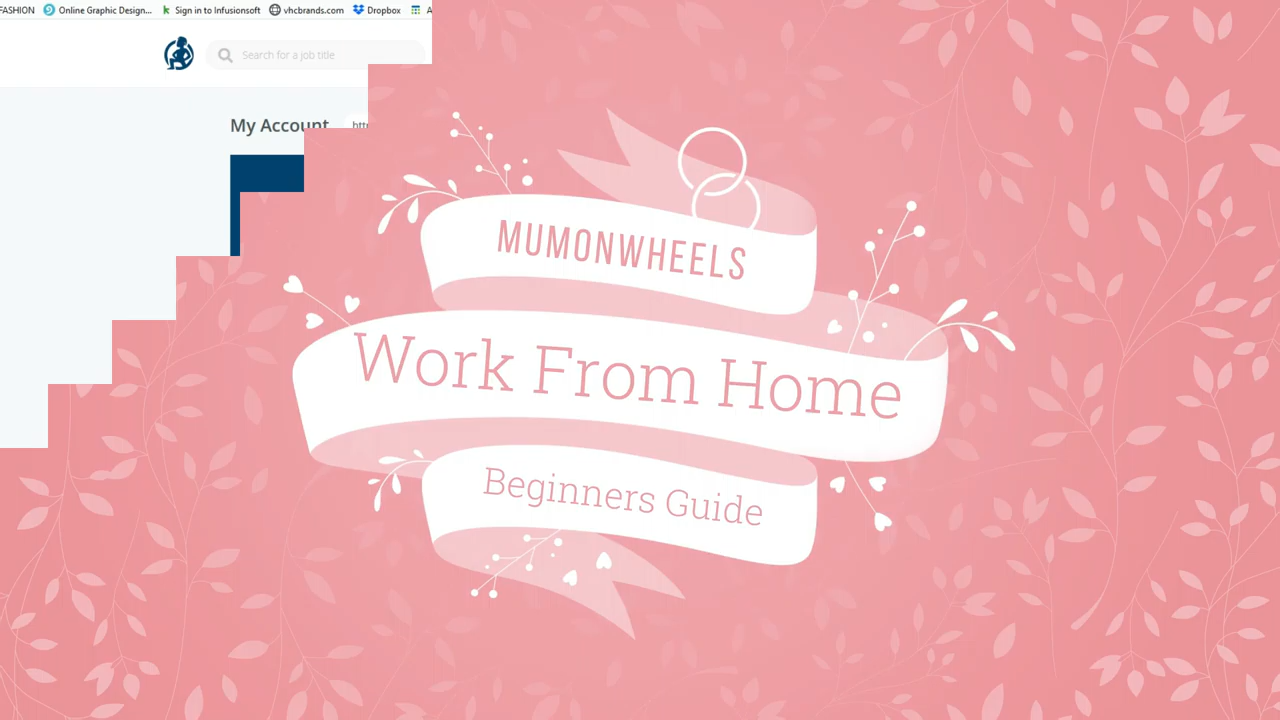 FASHION Online Graphic Design... Sign in to Infusionsoft vhcbrands.com Dropbox
Search for a job title
My Account
MUMONWHEELS
Work From Home
Beginners Guide